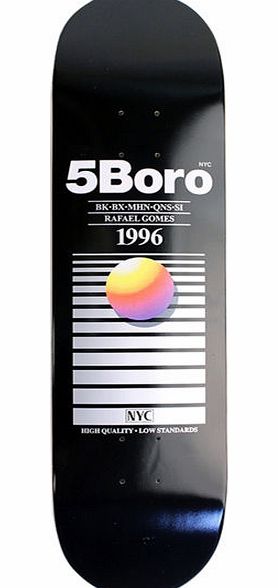 NYC
5Boro
BK•BX•MHN•QNS•SI
RAFAEL GOMES
1996
NYC
HIGH QUALITY • LOW STANDARDS